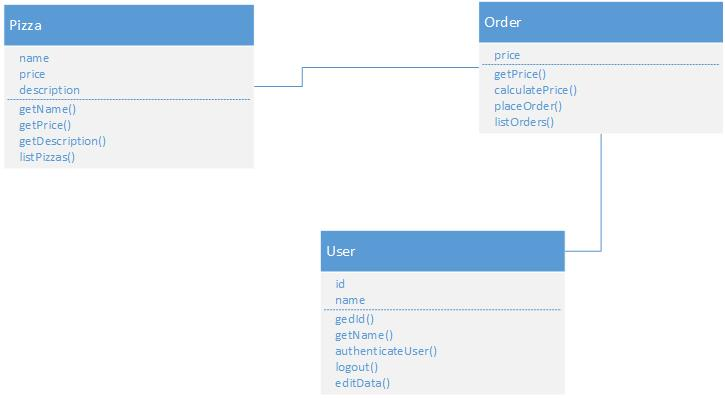 Pizza
name
price
description
getName()
getPrice()
getDescription()
listPizzas()
Order
price
getPrice()
calculatePrice()
placeOrder()
listOrders()
User
id
name
gedId()
getName()
authenticateUser()
logout()
editData()